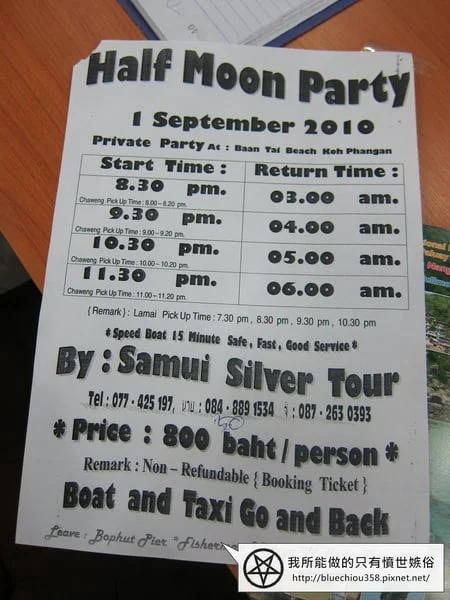 Half Moon Party
1 September 2010
Private Party At : Baan Tai Beach Koh Phangan
Start Time : Return Time :
8.30 pm. 03.00 am.
Chaweng Pick Up Time : 8.00 – 8.20 pm.
9.30 pm. 04.00 am.
Chaweng Pick Up Time : 9.00 – 9.20 pm.
10.30 pm. 05.00 am.
Chaweng Pick Up Time : 10.00 – 10.20 pm.
11.30 pm. 06.00 am.
Chaweng Pick Up Time : 11.00 – 11.20 pm.
{ Remark } : Lamai Pick Up Time : 7.30 pm , 8.30 pm , 9.30 pm , 10.30 pm
*Speed Boat 15 Minute Safe, Fast, Good Service*
By : Samui Silver Tour
Tel : 077 - 425 197, : 084 - 889 1534 : 087 - 263 0393
* Price : 800 baht / person *
Remark : Non – Refundable { Booking Ticket }
Boat and Taxi Go and Back
Leave : Bophut Pier
我所能做的只有憤世嫉俗
http://bluechiou358.pixnet.net/